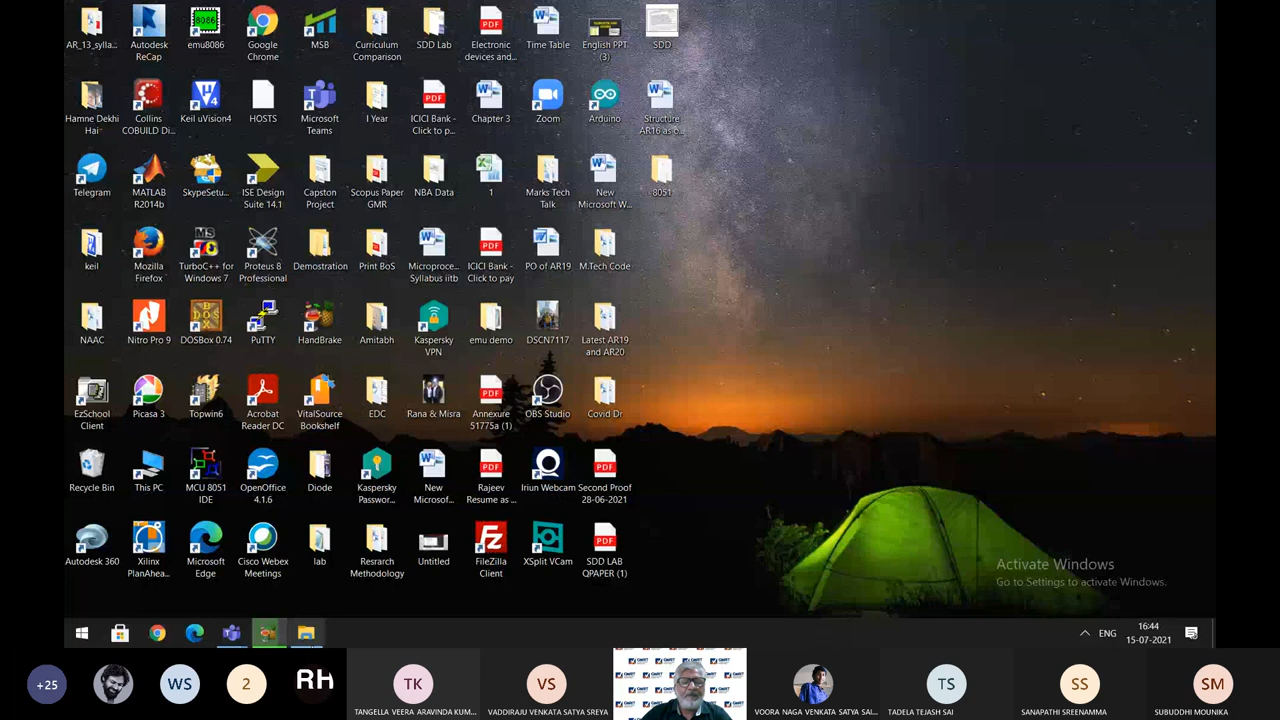 AR_13_sylla...
Autodesk
ReCap
8086
emu8086
Google
Chrome
MSB
Curriculum
Comparison
SDD Lab
PDF
Electronic
devices and...
Time Table
English PPT
(3)
SDD
Hamne Dekhi
Hai
Collins
COBUILD Di...
Keil uVision4
HOSTS
Microsoft
Teams
I Year
PDF
ICICI Bank -
Click to p...
Chapter 3
Zoom
Arduino
Structure
AR16 as 6...
Telegram
MATLAB
R2014b
SkypeSetu...
ISE Design
Suite 14.1
Capston
Project
Scopus Paper
GMR
NBA Data
1
Marks Tech
Talk
New
Microsoft W...
8051
keil
Mozilla
Firefox
MS
TurboC++ for
Windows 7
Proteus 8
Professional
Demostration
Print BoS
Microproce...
Syllabus iitb
PDF
ICICI Bank -
Click to pay
PO of AR19
M.Tech Code
NAAC
Nitro Pro 9
DOSBox 0.74
PuTTY
HandBrake
Amitabh
Kaspersky
VPN
emu demo
DSCN7117
Latest AR19
and AR20
EzSchool
Client
Picasa 3
Topwin6
Acrobat
Reader DC
VitalSource
Bookshelf
EDC
Rana & Misra
PDF
Annexure
51775a (1)
OBS Studio
Covid Dr
Recycle Bin
This PC
MCU 8051
IDE
OpenOffice
4.1.6
Diode
Kaspersky
Passwor...
New
Microsof...
PDF
Rajeev
Resume as ...
Iriun Webcam
PDF
Second Proof
28-06-2021
Autodesk 360
Xilinx
PlanAhea...
Microsoft
Edge
Cisco Webex
Meetings
lab
Resrarch
Methodology
Untitled
FileZilla
Client
XSplit VCam
PDF
SDD LAB
QPAPER (1)
Activate Windows
Go to Settings to activate Windows.
ENG
16:44
15-07-2021
+25
WS
2
RH
TK
TANGELLA VEERA ARAVINDA KUM...
VS
VADDIRAJU VENKATA SATYA SREYA
VOORA NAGA VENKATA SATYA SAI...
TS
TADELA TEJASH SAI
SS
SANAPATHI SREENAMMA
SM
SUBUDDHI MOUNIKA